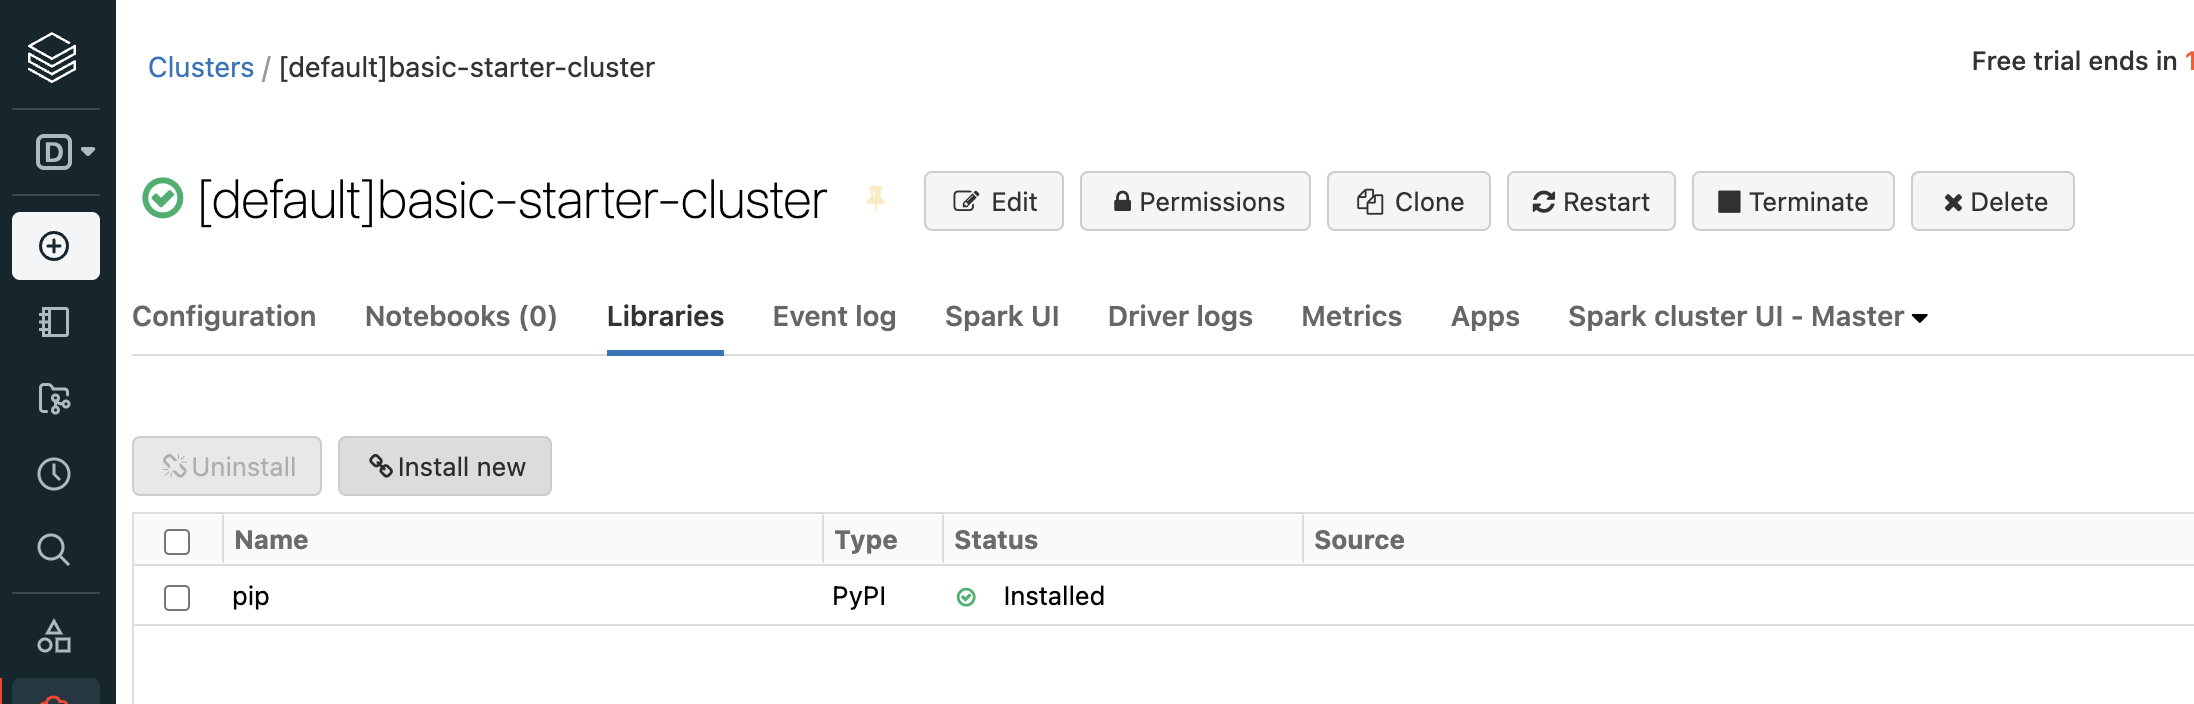 Clusters / [default]basic-starter-cluster
Free trial ends in 1
D
[default]basic-starter-cluster
Edit Permissions Clone Restart Terminate Delete
Configuration Notebooks (0) Libraries Event log Spark UI Driver logs Metrics Apps Spark cluster UI - Master
Uninstall Install new
Name Type Status Source
pip PyPI Installed